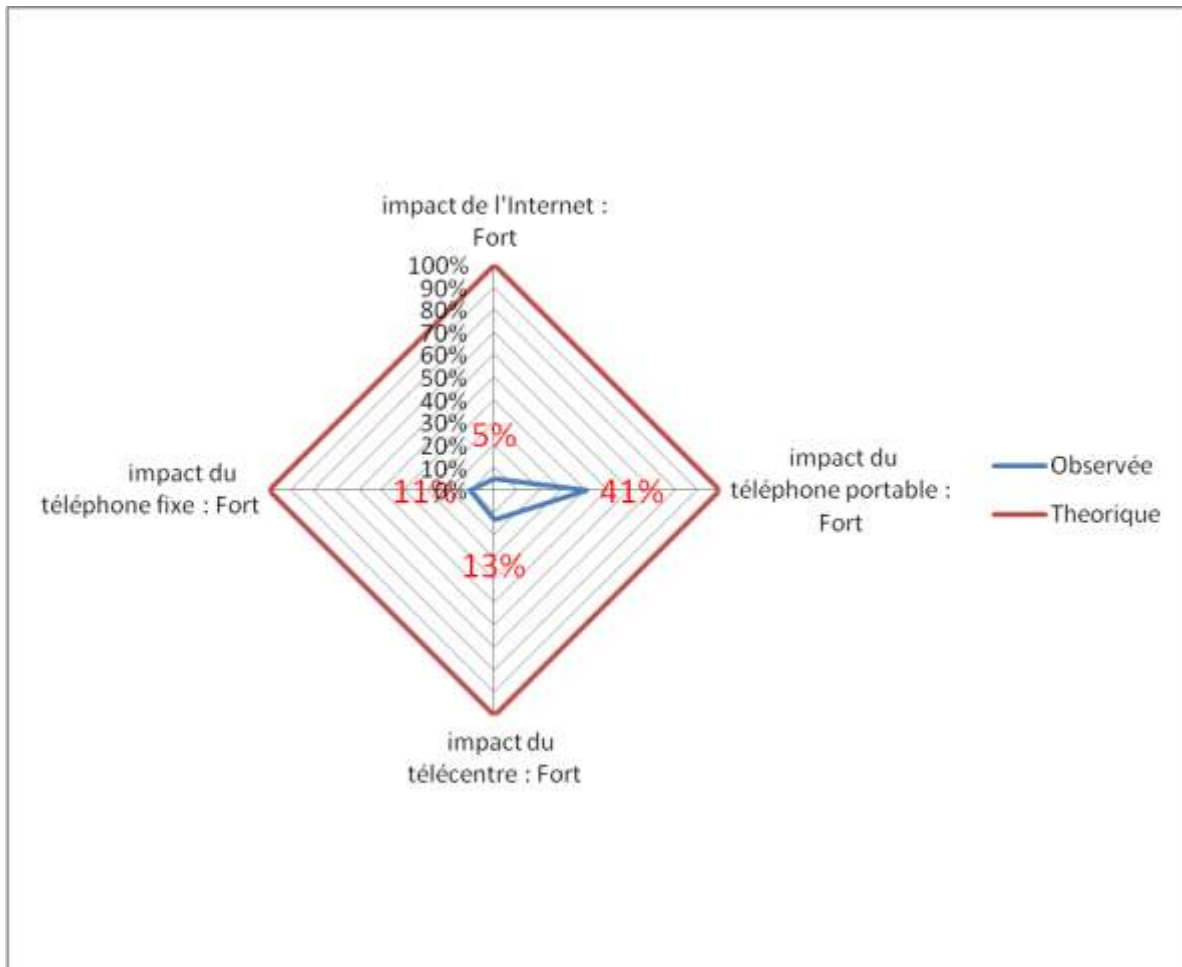 impact de l'Internet :
Fort
100%
90%
80%
70%
60%
50%
40%
30%
20%
10%
0%
5%
41%
13%
11%
impact du
téléphone portable :
Fort
impact du
télécentre : Fort
impact du
téléphone fixe : Fort
Observée
Theorique